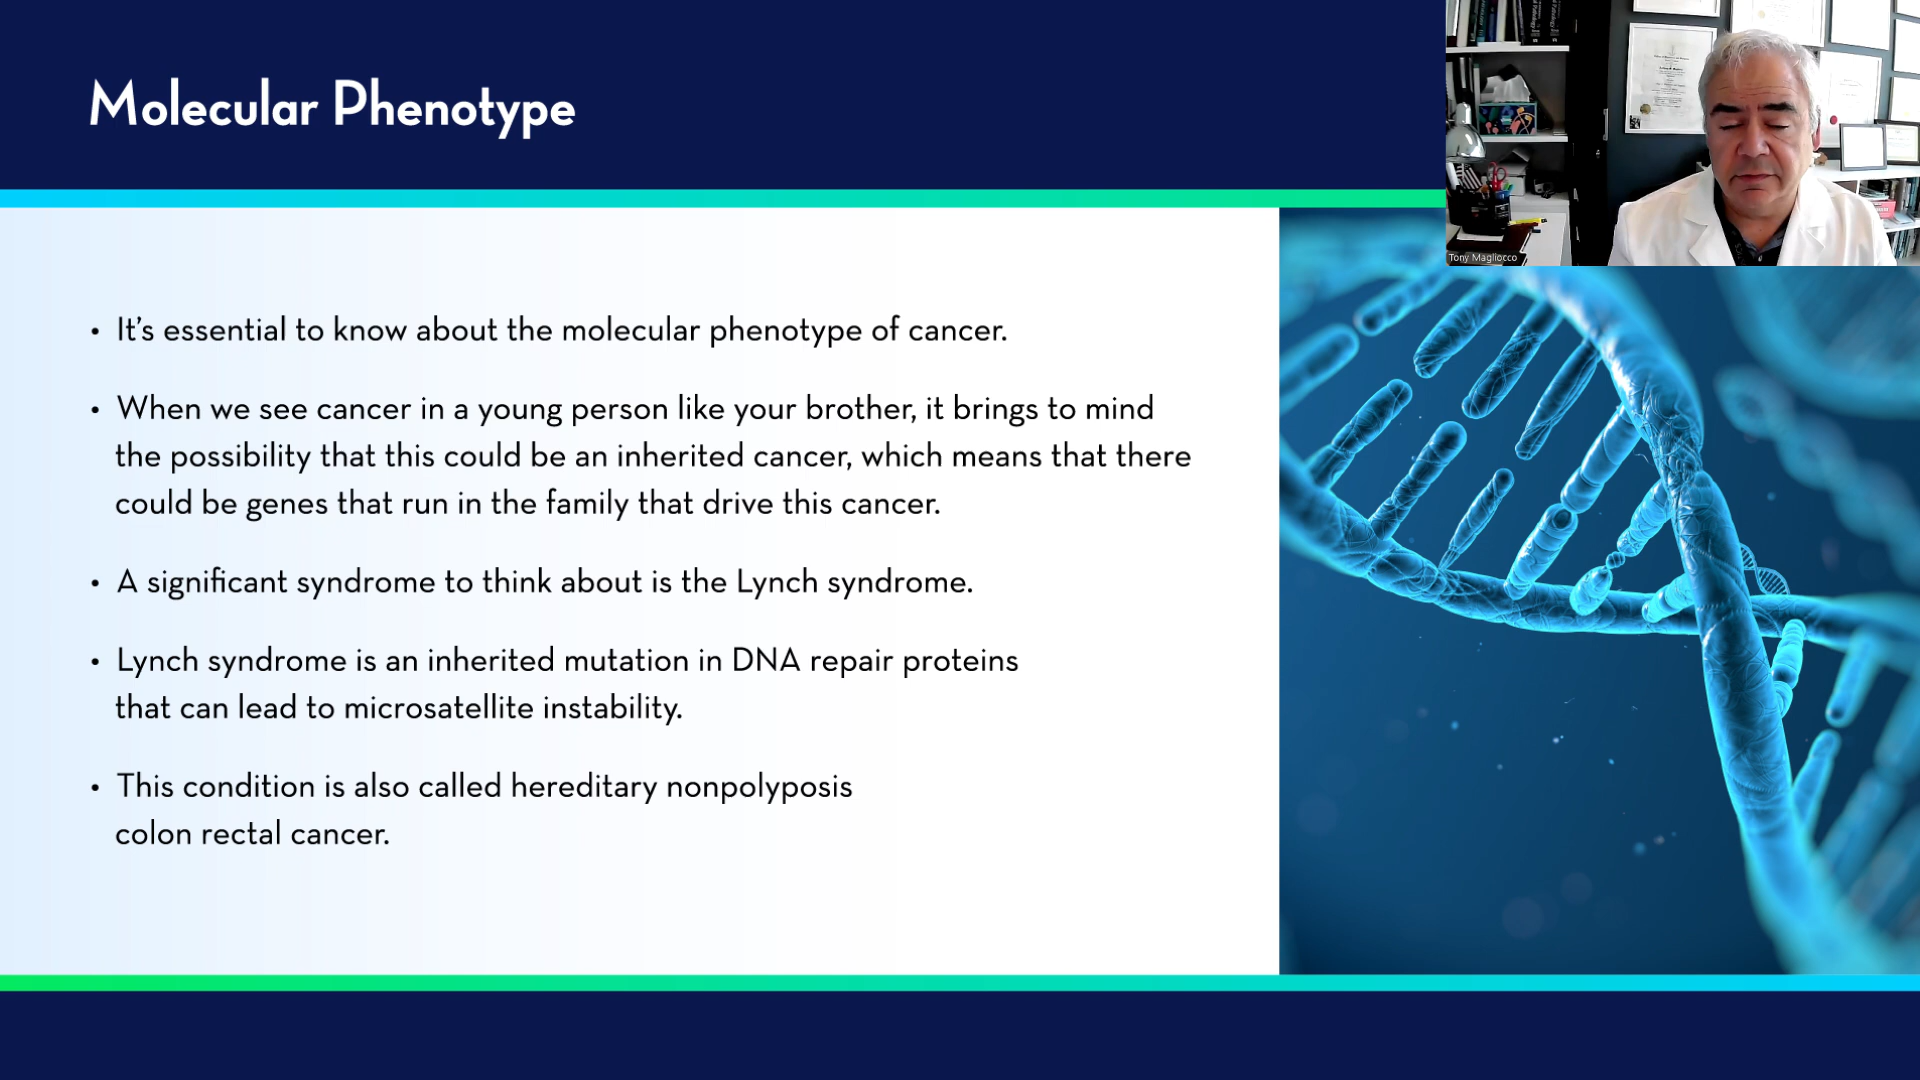 Molecular Phenotype
Tony Magliocco
• It’s essential to know about the molecular phenotype of cancer.
• When we see cancer in a young person like your brother, it brings to mind
the possibility that this could be an inherited cancer, which means that there
could be genes that run in the family that drive this cancer.
• A significant syndrome to think about is the Lynch syndrome.
• Lynch syndrome is an inherited mutation in DNA repair proteins
that can lead to microsatellite instability.
• This condition is also called hereditary nonpolyposis
colon rectal cancer.